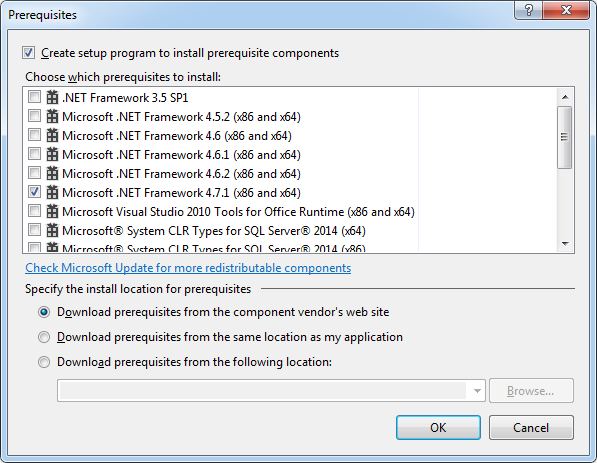 Prerequisites
Create setup program to install prerequisite components
Choose which prerequisites to install:
.NET Framework 3.5 SP1
Microsoft .NET Framework 4.5.2 (x86 and x64)
Microsoft .NET Framework 4.6 (x86 and x64)
Microsoft .NET Framework 4.6.1 (x86 and x64)
Microsoft .NET Framework 4.6.2 (x86 and x64)
Microsoft .NET Framework 4.7.1 (x86 and x64)
Microsoft Visual Studio 2010 Tools for Office Runtime (x86 and x64)
Microsoft® System CLR Types for SQL Server® 2014 (x64)
Microsoft® System CLR Types for SQL Server® 2014 (x86)
Check Microsoft Update for more redistributable components
Specify the install location for prerequisites
Download prerequisites from the component vendor's web site
Download prerequisites from the same location as my application
Download prerequisites from the following location:
Browse...
OK Cancel